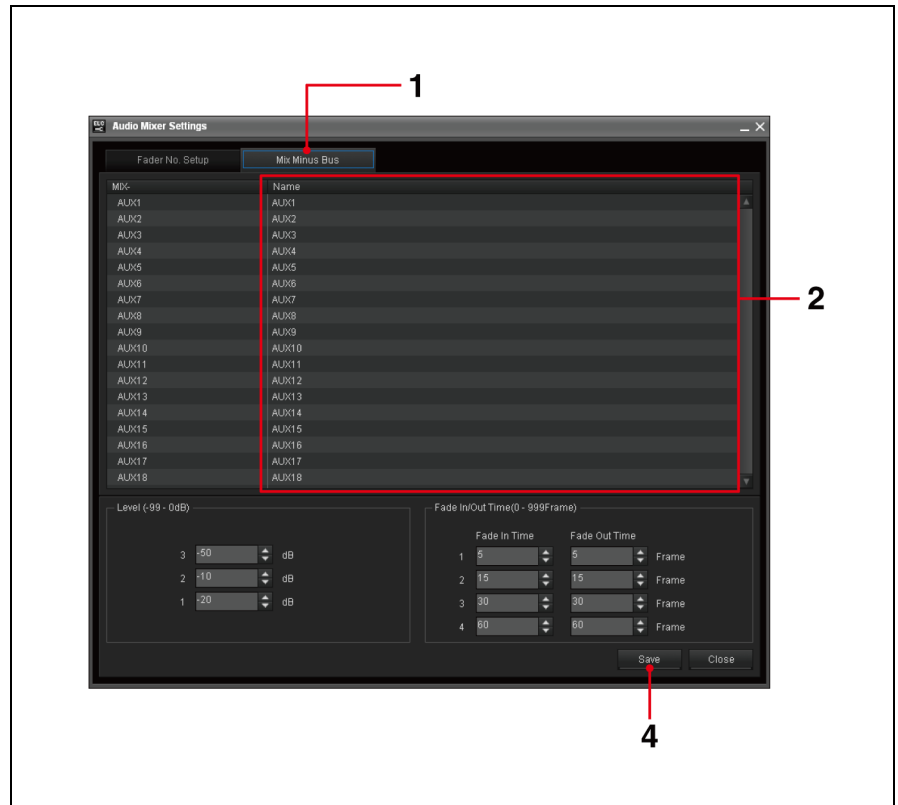 1
ELC MC Audio Mixer Settings
Fader No. Setup Mix Minus Bus
MIX- Name
AUX1 AUX1
AUX2 AUX2
AUX3 AUX3
AUX4 AUX4
AUX5 AUX5
AUX6 AUX6
AUX7 AUX7
AUX8 AUX8
2
AUX9 AUX9
AUX10 AUX10
AUX11 AUX11
AUX12 AUX12
AUX13 AUX13
AUX14 AUX14
AUX15 AUX15
AUX16 AUX16
AUX17 AUX17
AUX18 AUX18
Level (-99 - 0dB)
3 -50 dB
2 -10 dB
1 -20 dB
Fade In/Out Time(0 - 999Frame)
Fade In Time Fade Out Time
1 5 5 Frame
2 15 15 Frame
3 30 30 Frame
4 60 60 Frame
Save Close
4